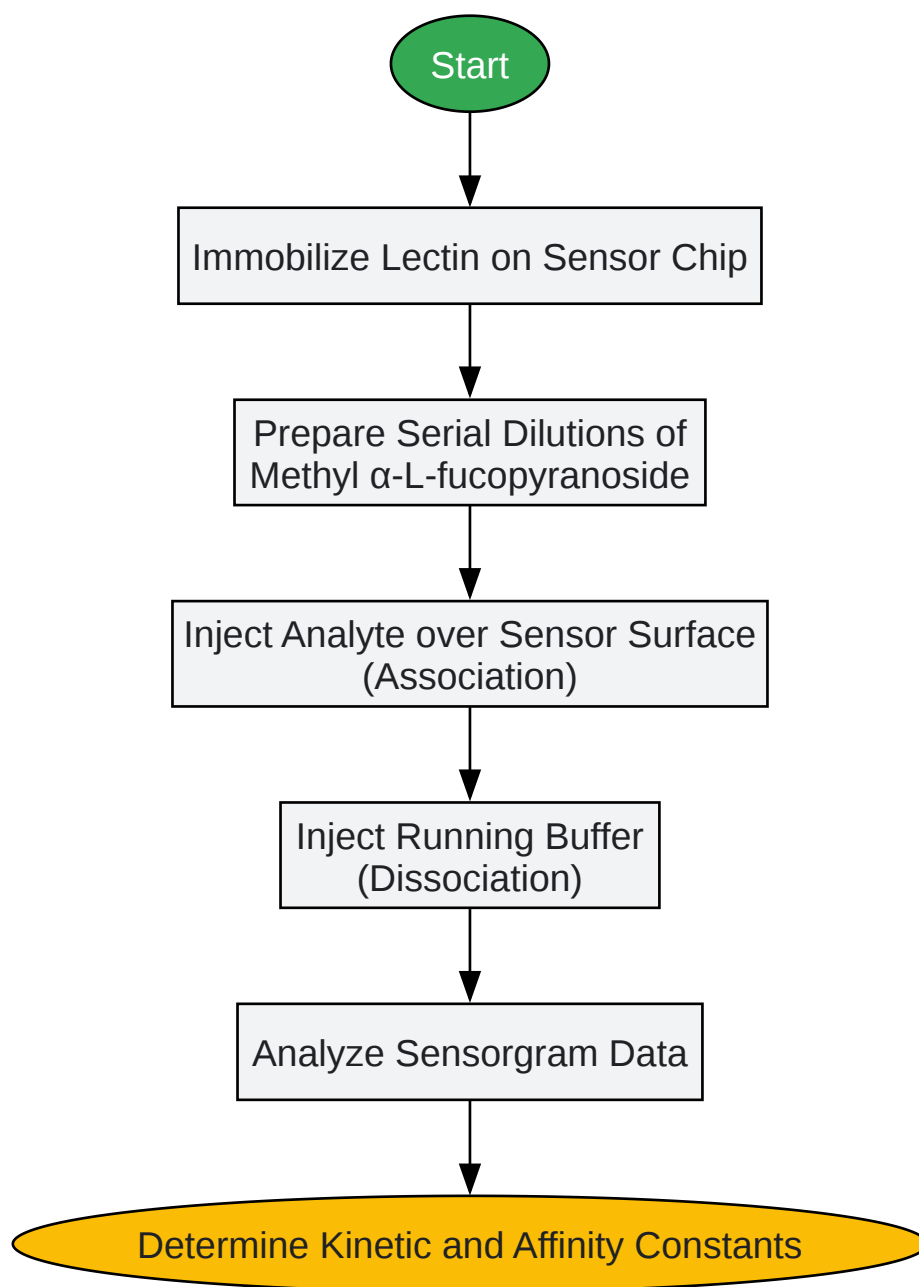 Start
Immobilize Lectin on Sensor Chip
Prepare Serial Dilutions of
Methyl α-L-fucopyranoside
Inject Analyte over Sensor Surface
(Association)
Inject Running Buffer
(Dissociation)
Analyze Sensorgram Data
Determine Kinetic and Affinity Constants